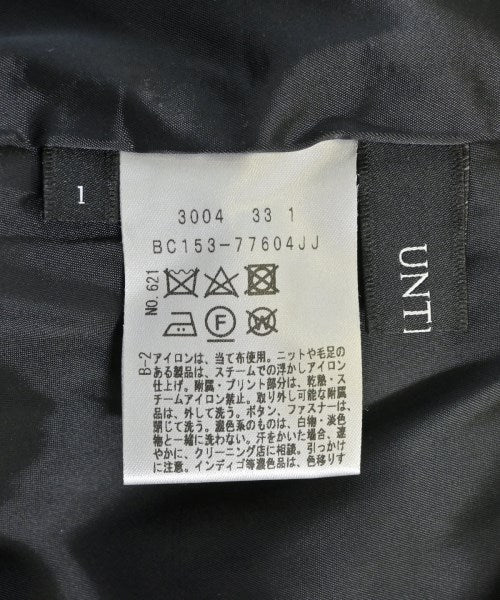 1
3004 33 1
BC153-77604JJ
NO.621
F
W
B-2
アイロンは、当て布使用。ニットや毛足の
ある製品は、スチームでの浮かしアイロン
仕上げ。附属・プリント部分は、乾熱・ス
チームアイロン禁止。取り外し可能な附属
品は、外して洗う。ボタン、ファスナーは、
閉じて洗う。濃色系のものは、白物・淡色
物と一緒に洗わない。汗をかいた場合、速
やかに、クリーニング店に相談。引っかけ
に注意。インディゴ等濃色品は、色移りす
UNTI